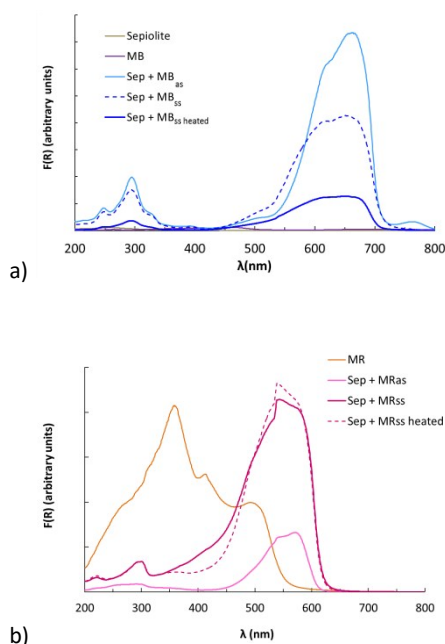 Sepiolite
MB
Sep + MBas
Sep + MBss
Sep + MBss heated
F(R) (arbitrary units)
200 300 400 500 600 700 800
λ(nm)
a)
MR
Sep + MRas
Sep + MRss
Sep + MRss heated
F(R) (arbitrary units)
200 300 400 500 600 700 800
λ (nm)
b)